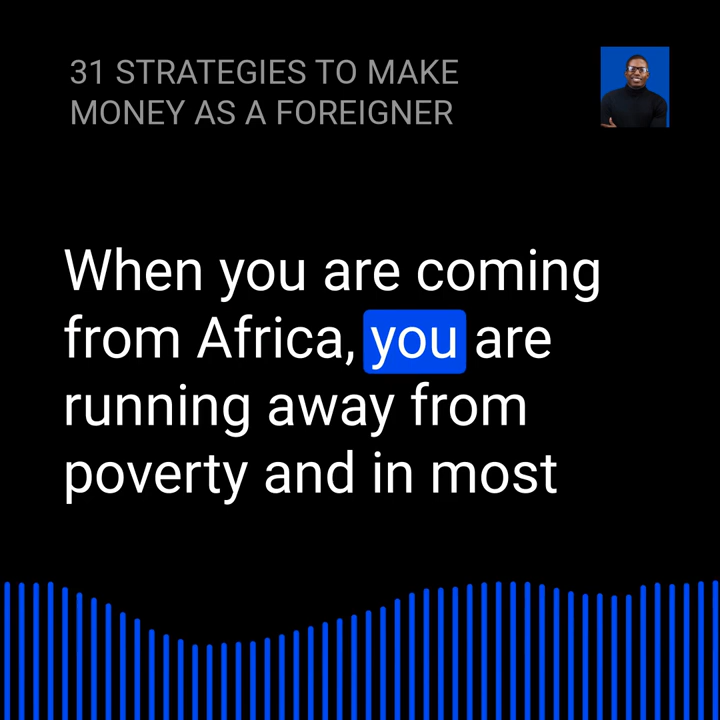 31 STRATEGIES TO MAKE
MONEY AS A FOREIGNER
When you are coming
from Africa, you are
running away from
poverty and in most